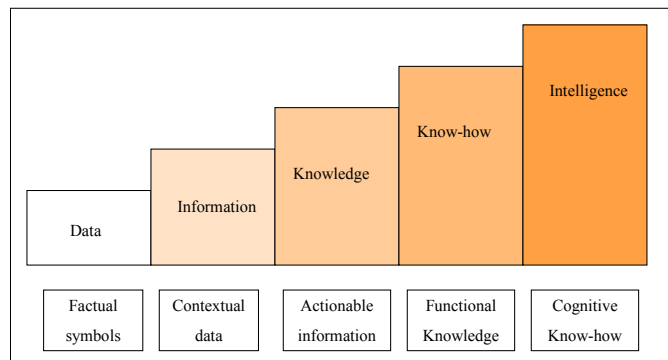 Intelligence
Know-how
Knowledge
Information
Data
Factual
symbols
Contextual
data
Actionable
information
Functional
Knowledge
Cognitive
Know-how